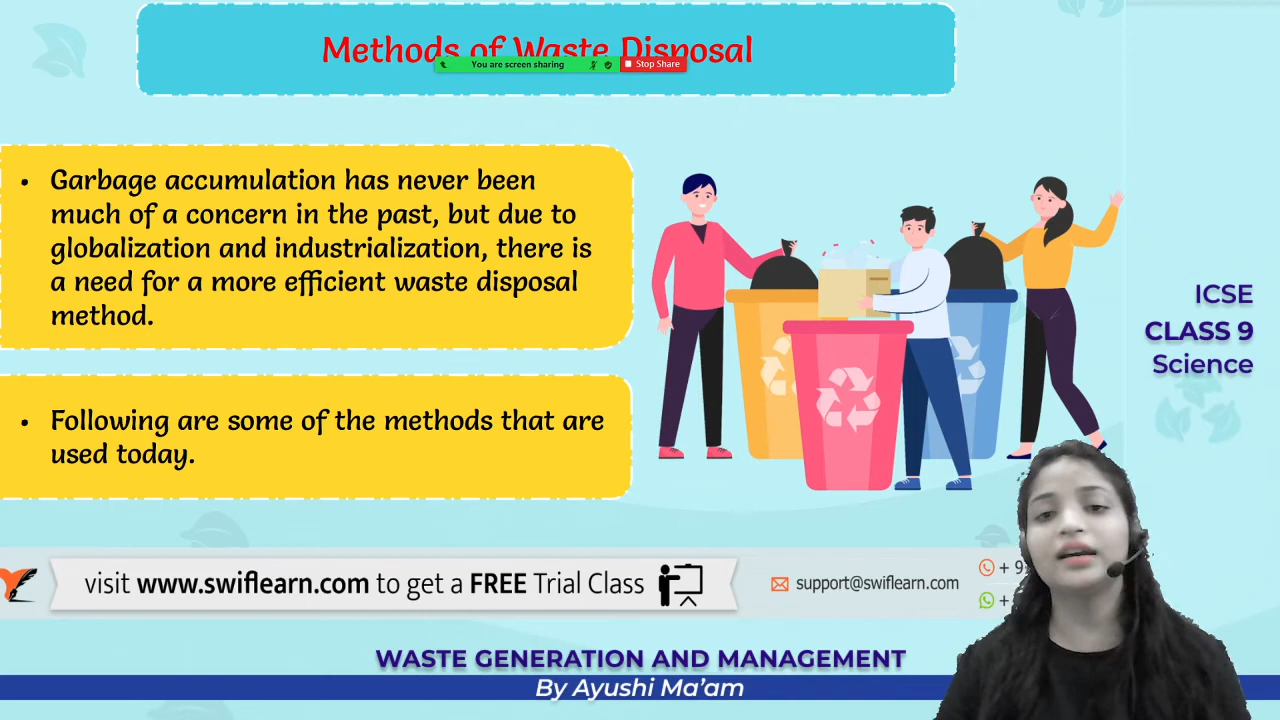 Methods of Waste Disposal
You are screen sharing
Stop Share
• Garbage accumulation has never been
much of a concern in the past, but due to
globalization and industrialization, there is
a need for a more efficient waste disposal
method.
• Following are some of the methods that are
used today.
ICSE
CLASS 9
Science
visit www.swiflearn.com to get a FREE Trial Class
support@swiflearn.com
+ 9
+
WASTE GENERATION AND MANAGEMENT
By Ayushi Ma'am